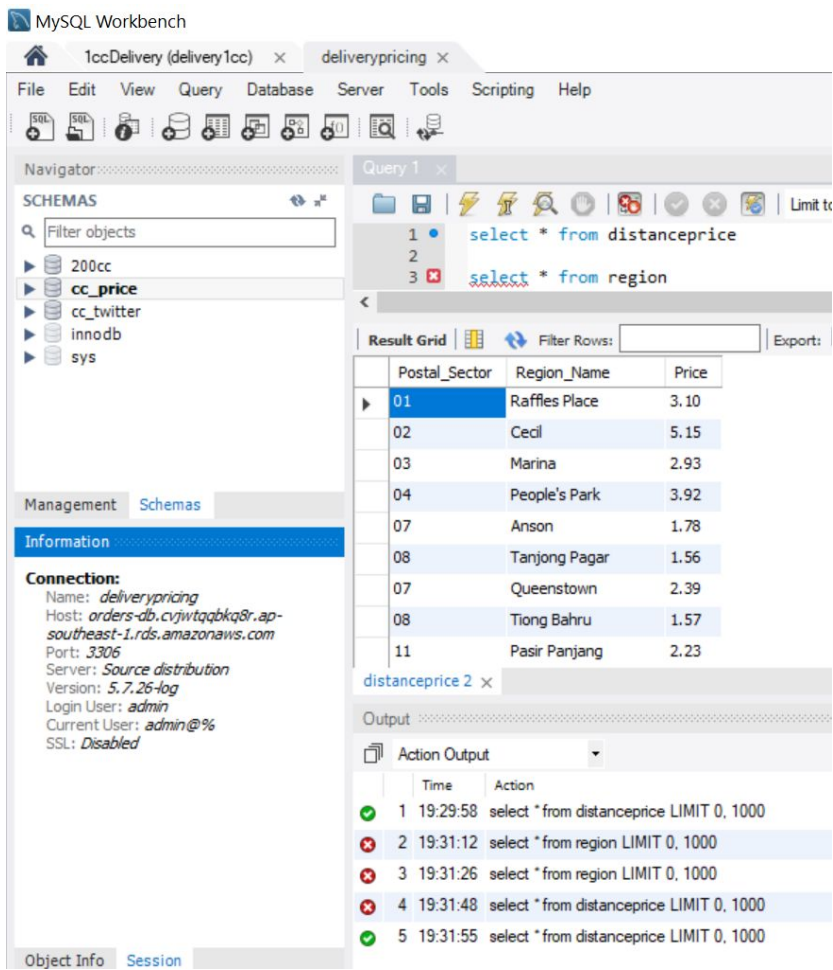 MySQL Workbench
1ccDelivery (delivery1cc) × deliverypricing ×
File Edit View Query Database Server Tools Scripting Help
Navigator
SCHEMAS
Filter objects
200cc
cc_price
cc_twitter
innodb
sys
Management Schemas
Information
Connection:
Name: deliverypricing
Host: orders-db.cvjwtqqbkq8r.ap-
southeast-1.rds.amazonaws.com
Port: 3306
Server: Source distribution
Version: 5.7.26-log
Login User: admin
Current User: admin@%
SSL: Disabled
Object Info Session
Query 1 ×
Limit to
1 select * from distanceprice
2
3 select * from region
Result Grid Filter Rows: Export:
Postal_Sector Region_Name Price
01 Raffles Place 3.10
02 Cecil 5.15
03 Marina 2.93
04 People's Park 3.92
07 Anson 1.78
08 Tanjong Pagar 1.56
07 Queenstown 2.39
08 Tiong Bahru 1.57
11 Pasir Panjang 2.23
distanceprice 2 ×
Output
Action Output
Time Action
1 19:29:58 select * from distanceprice LIMIT 0, 1000
2 19:31:12 select * from region LIMIT 0, 1000
3 19:31:26 select * from region LIMIT 0, 1000
4 19:31:48 select * from distanceprice LIMIT 0, 1000
5 19:31:55 select * from distanceprice LIMIT 0, 1000